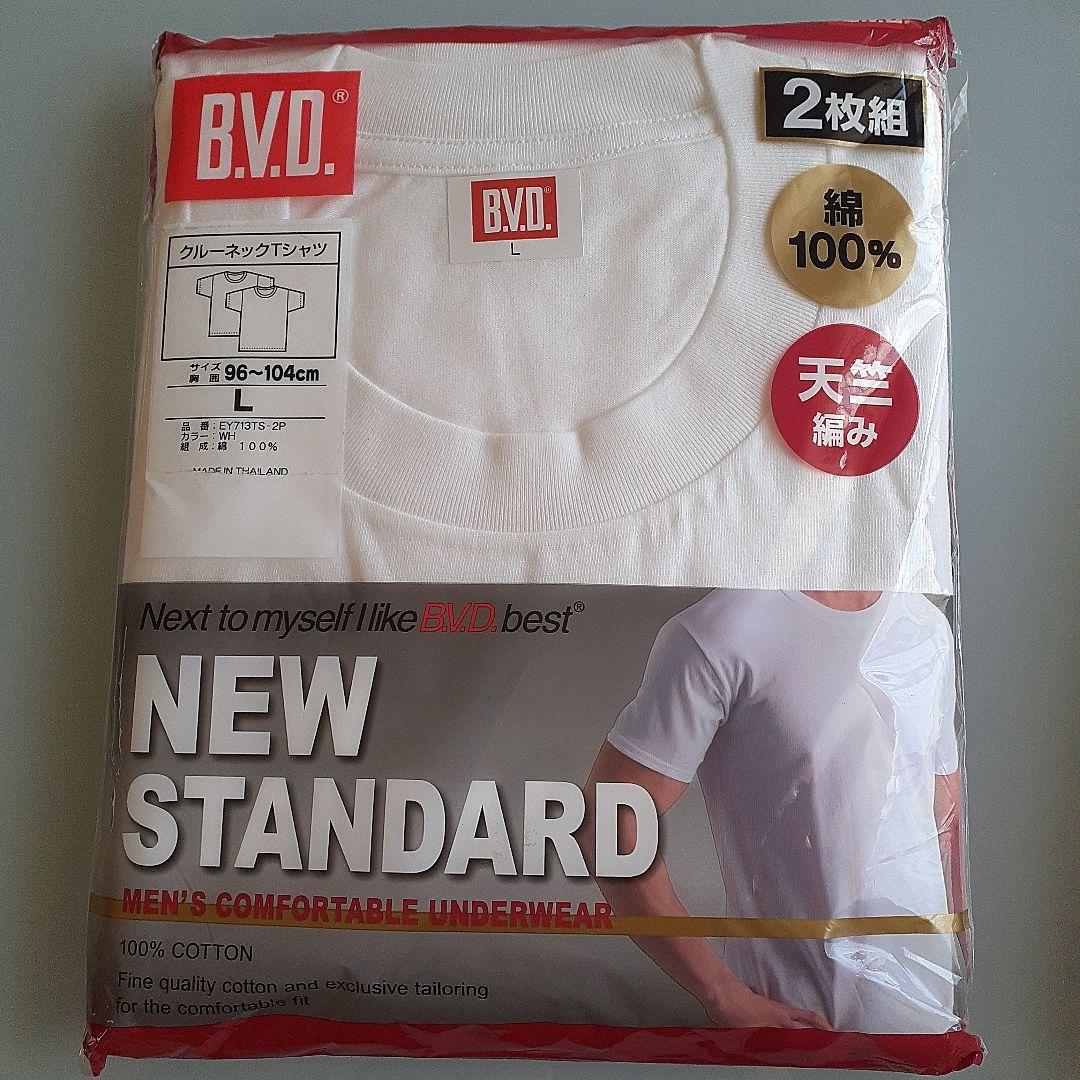 B.V.D.®
2枚組
綿
100%
B.V.D.®
L
天竺
編み
クルーネックTシャツ
サイズ
胸囲 96~104cm
L
品番:EY713TS-2P
カラー:WH
組成:綿 100%
MADE IN THAILAND
Next to myself I like B.V.D. best®
NEW
STANDARD
MEN'S COMFORTABLE UNDERWEAR
100% COTTON
Fine quality cotton and exclusive tailoring
for the comfortable fit